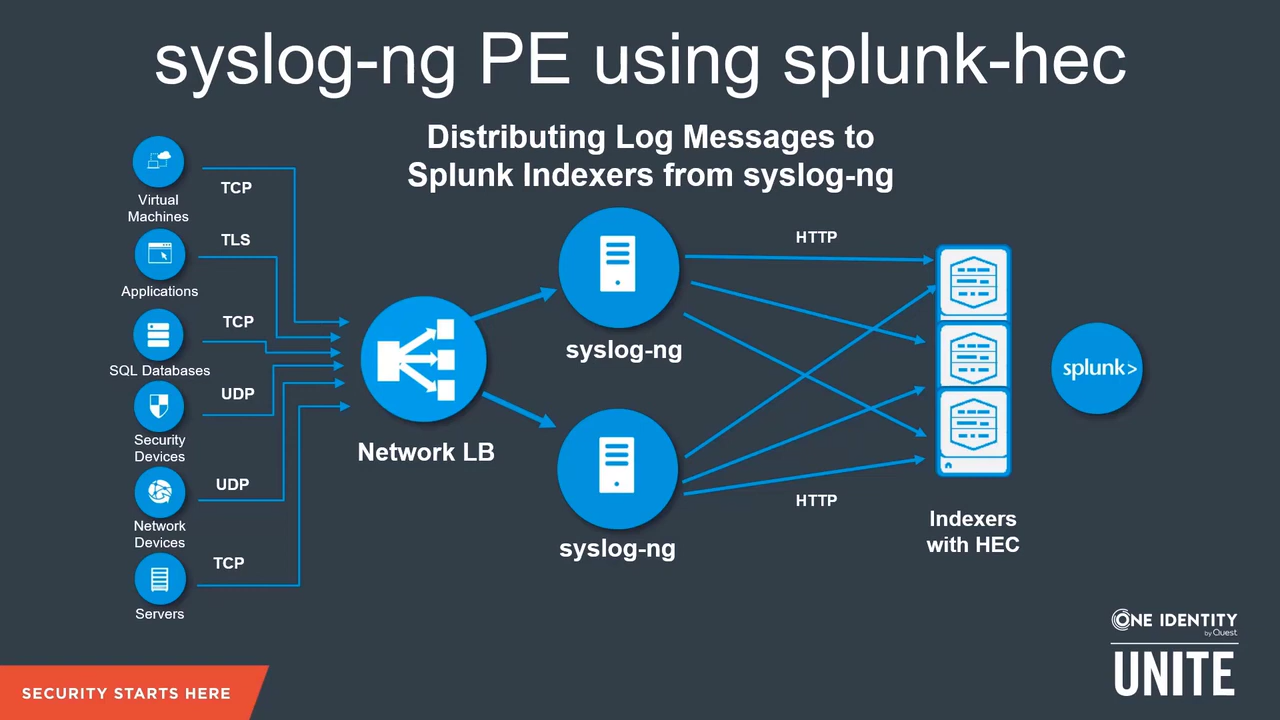 syslog-ng PE using splunk-hec
Distributing Log Messages to
Splunk Indexers from syslog-ng
Virtual
Machines
TCP
Applications
TLS
SQL Databases
TCP
Security
Devices
UDP
Network
Devices
UDP
Servers
TCP
Network LB
syslog-ng
syslog-ng
HTTP
HTTP
Indexers
with HEC
splunk>
ONE IDENTITY
by Quest
UNITE
SECURITY STARTS HERE